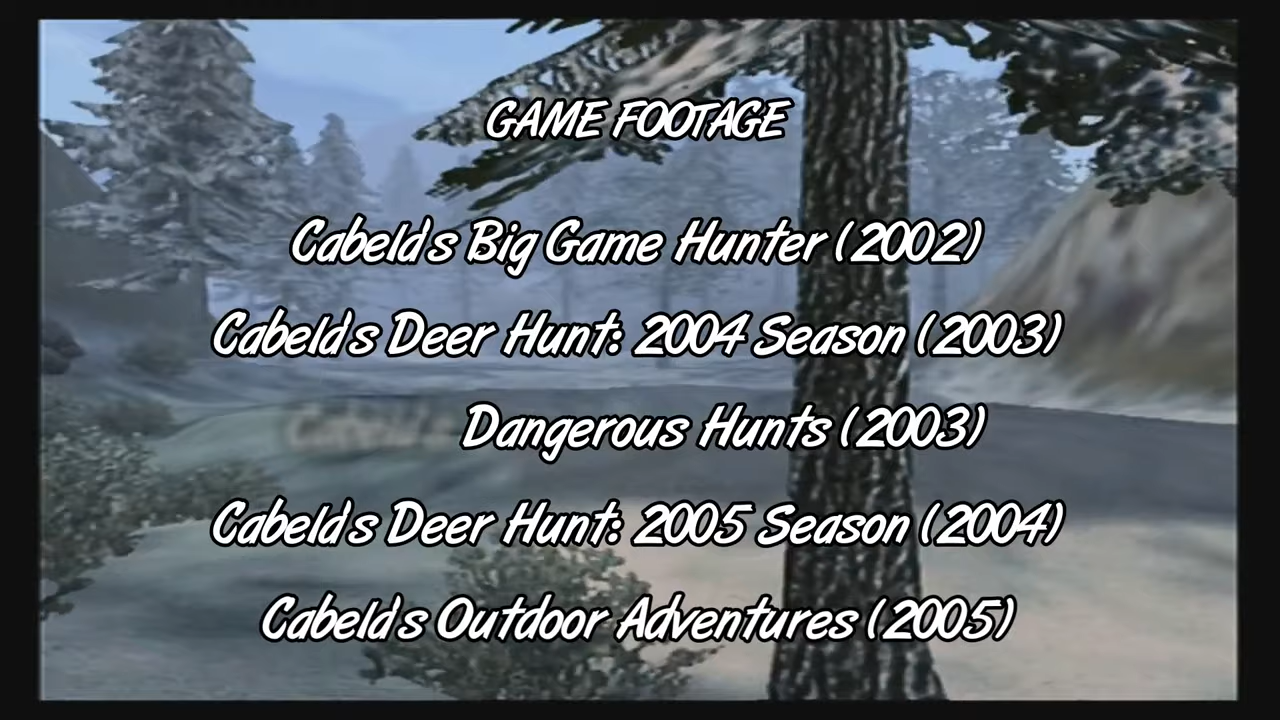 GAME FOOTAGE
Cabela's Big Game Hunter (2002)
Cabela's Deer Hunt: 2004 Season (2003)
Dangerous Hunts (2003)
Cabela's Deer Hunt: 2005 Season (2004)
Cabela's Outdoor Adventures (2005)